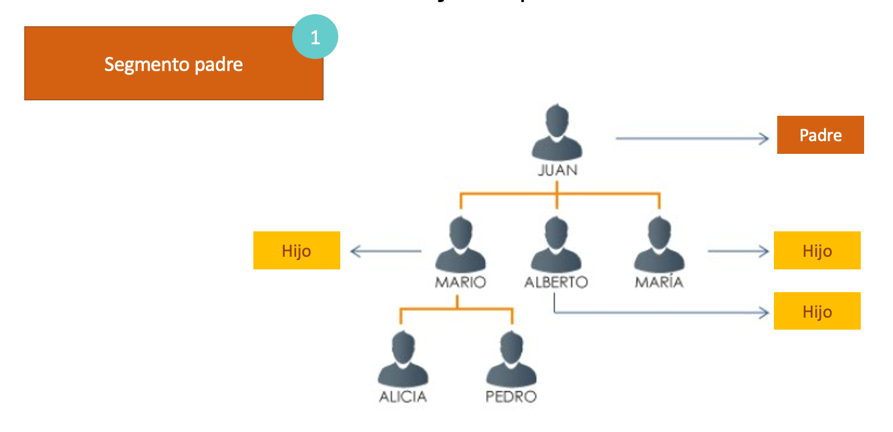 1
Segmento padre
JUAN
Padre
Hijo
MARIO
ALBERTO
MARÍA
Hijo
Hijo
ALICIA
PEDRO